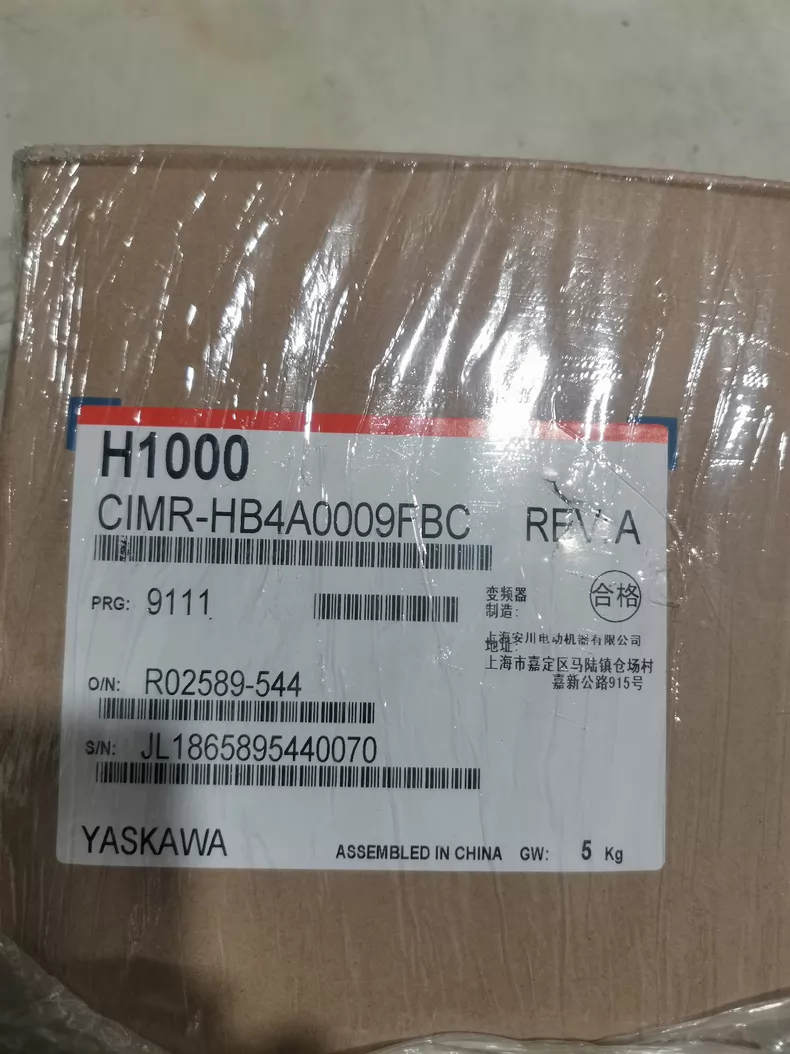 H1000
CIMR-HB4A0009FBC REV:A
PRG: 9111
变频器
制造:
合格
上海安川电动机器有限公司
地址:
上海市嘉定区马陆镇仓场村
嘉新公路915号
O/N: R02589-544
S/N: JL1865895440070
YASKAWA
ASSEMBLED IN CHINA GW: 5 Kg